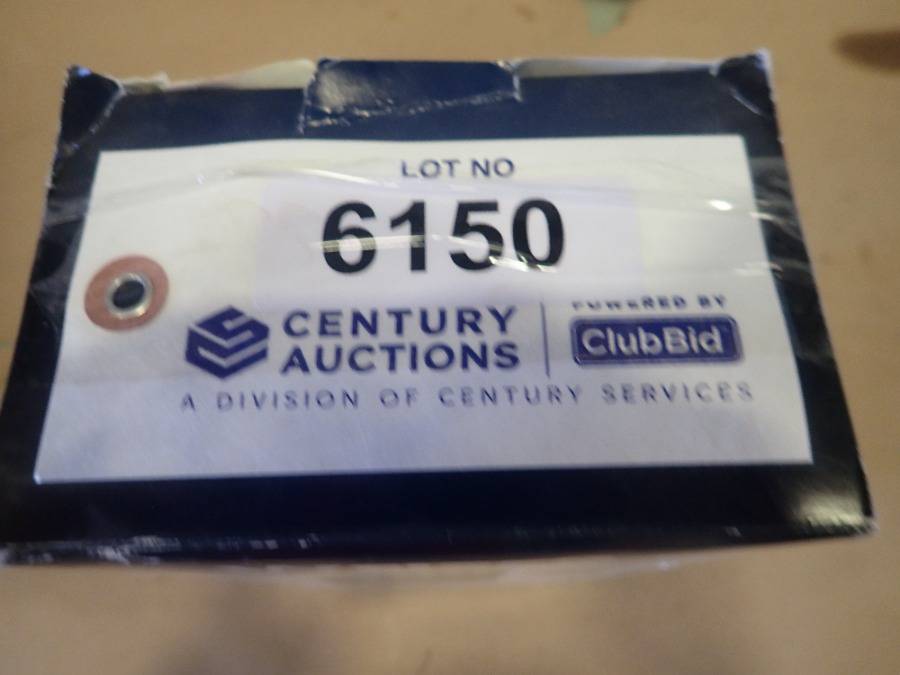 LOT NO
6150
CENTURY AUCTIONS
POWERED BY
ClubBid
A DIVISION OF CENTURY SERVICES